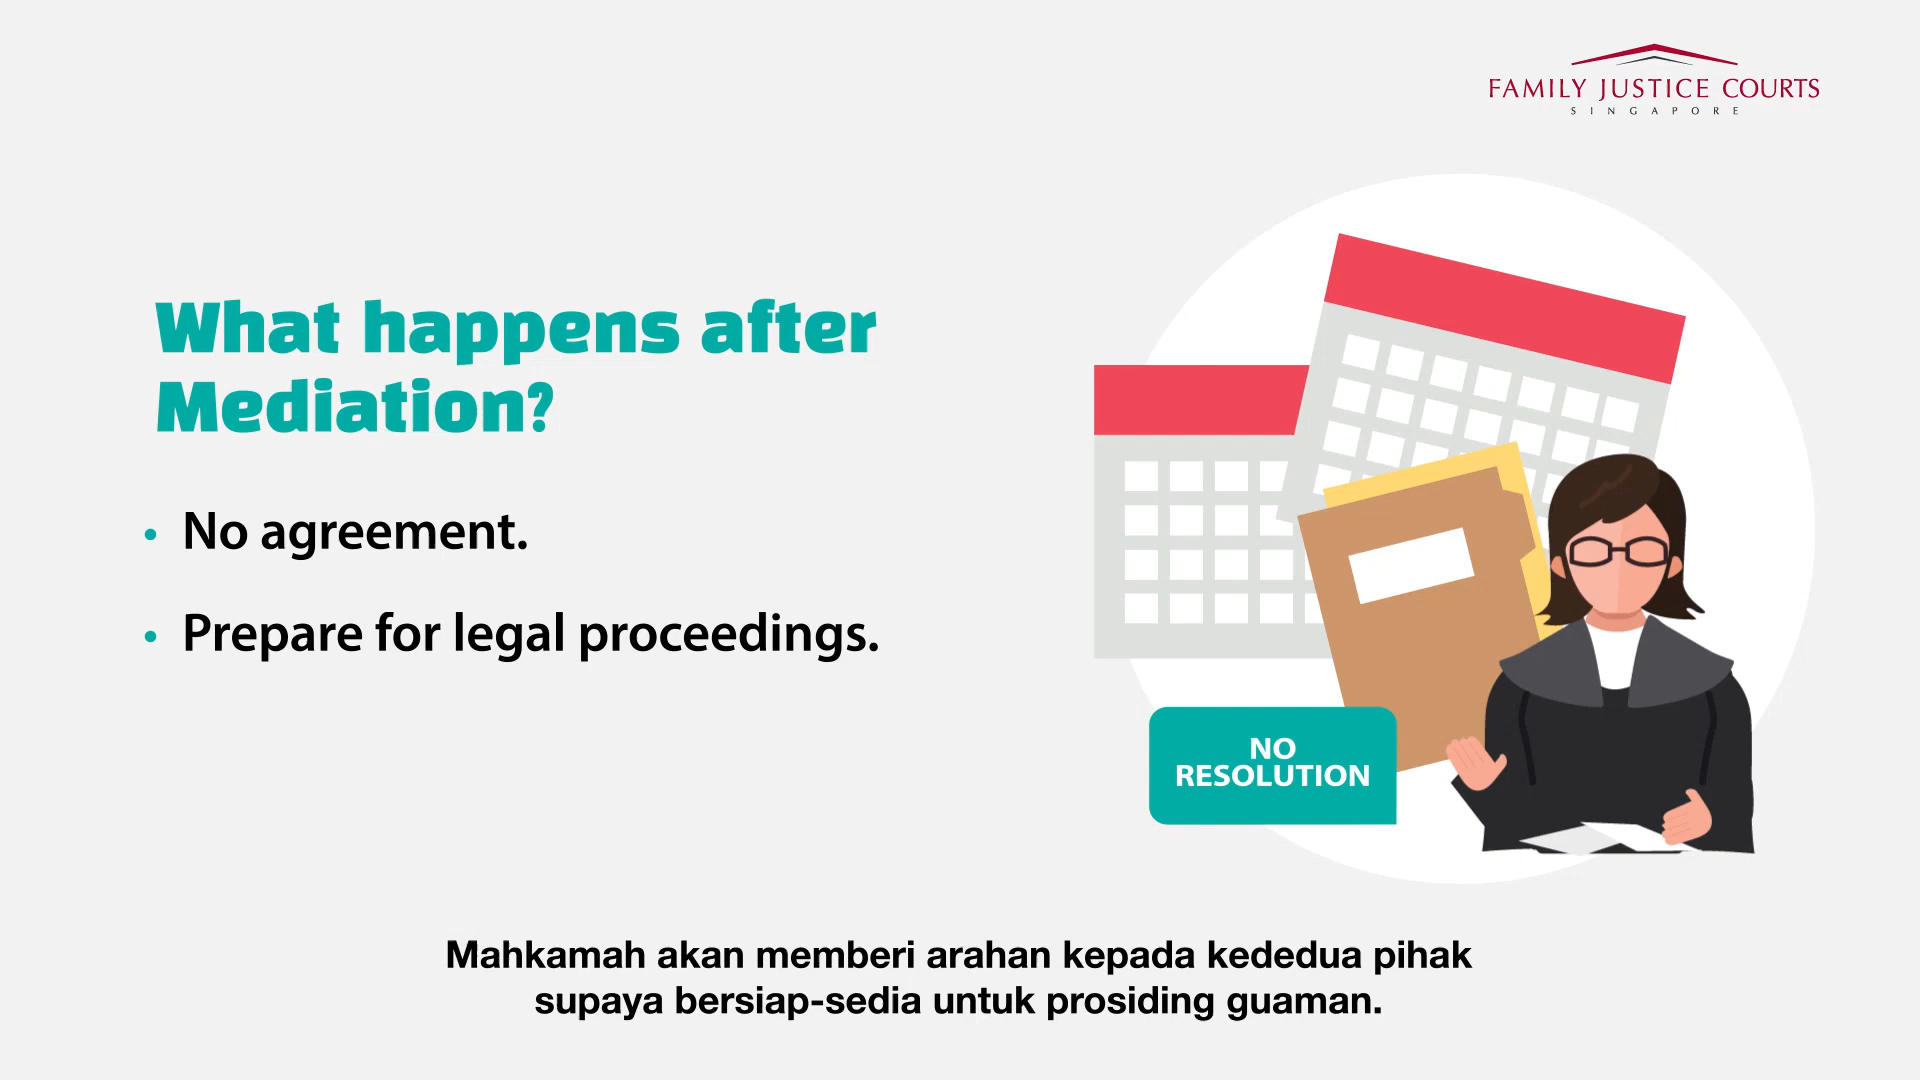 FAMILY JUSTICE COURTS
SINGAPORE
What happens after
Mediation?
• No agreement.
• Prepare for legal proceedings.
NO
RESOLUTION
Mahkamah akan memberi arahan kepada kededua pihak
supaya bersiap-sedia untuk prosiding guaman.